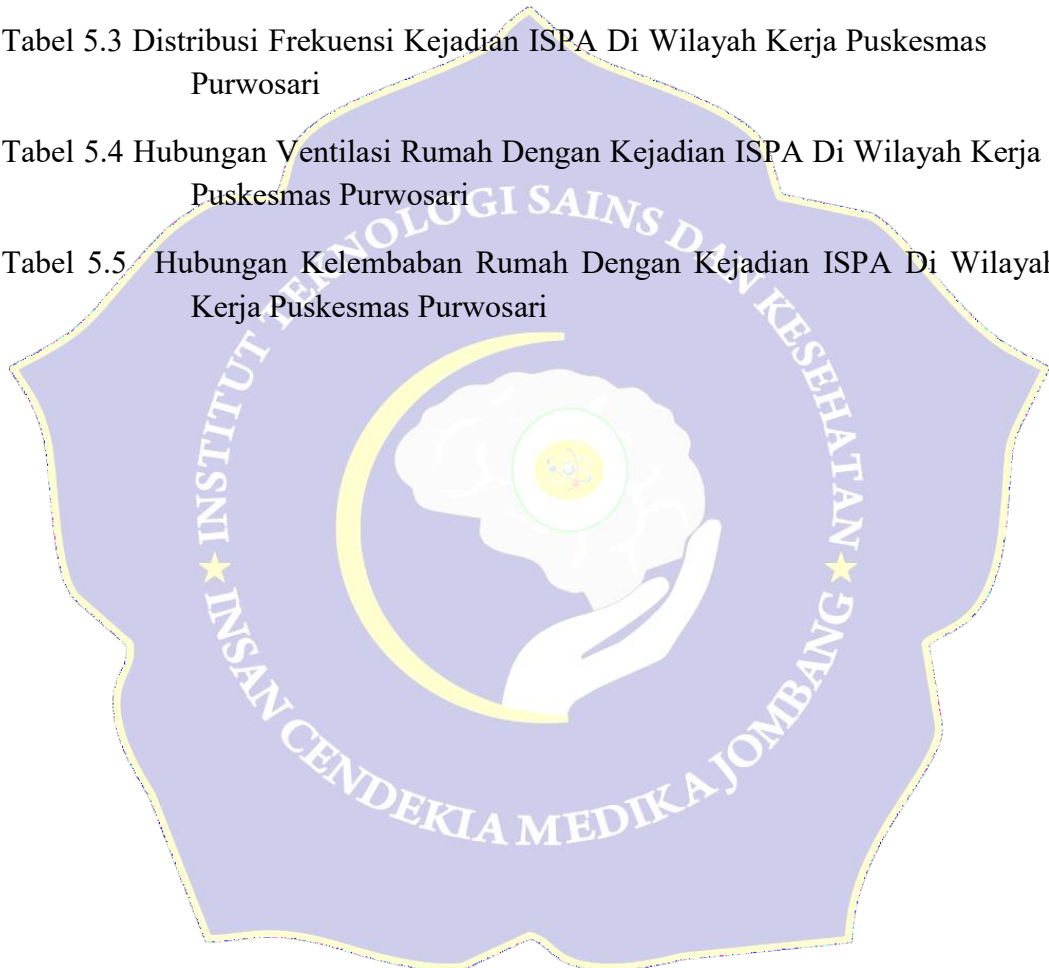 Tabel 5.3 Distribusi Frekuensi Kejadian ISPA Di Wilayah Kerja Puskesmas
Purwosari
Tabel 5.4 Hubungan Ventilasi Rumah Dengan Kejadian ISPA Di Wilayah Kerja
Puskesmas Purwosari
Tabel 5.5 Hubungan Kelembaban Rumah Dengan Kejadian ISPA Di Wilayah
Kerja Puskesmas Purwosari
INSTITUT TEKNOLOGI SAINS DAN KESEHATAN
INSAN CENDEKIA MEDIKA JOMBANG